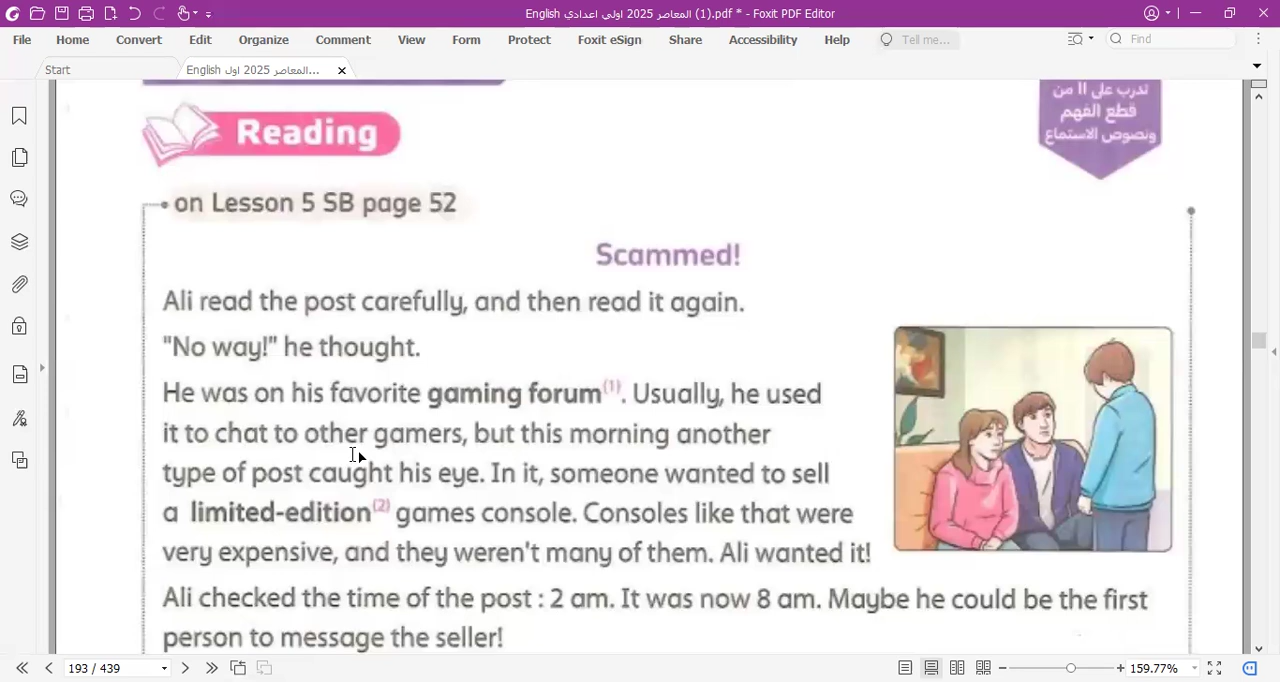 English المعاصر 2025 اولي اعدادي (1).pdf * - Foxit PDF Editor
File Home Convert Edit Organize Comment View Form Protect Foxit eSign Share Accessibility Help Tell me... Find
Start English المعاصر 2025 اول...
تدرب على 11 من
قطع الفهم
ونصوص الاستماع
Reading
on Lesson 5 SB page 52
Scammed!
Ali read the post carefully, and then read it again.
"No way!" he thought.
He was on his favorite gaming forum(1). Usually, he used
it to chat to other gamers, but this morning another
type of post caught his eye. In it, someone wanted to sell
a limited-edition(2) games console. Consoles like that were
very expensive, and they weren't many of them. Ali wanted it!
Ali checked the time of the post : 2 am. It was now 8 am. Maybe he could be the first
person to message the seller!
193 / 439 159.77%